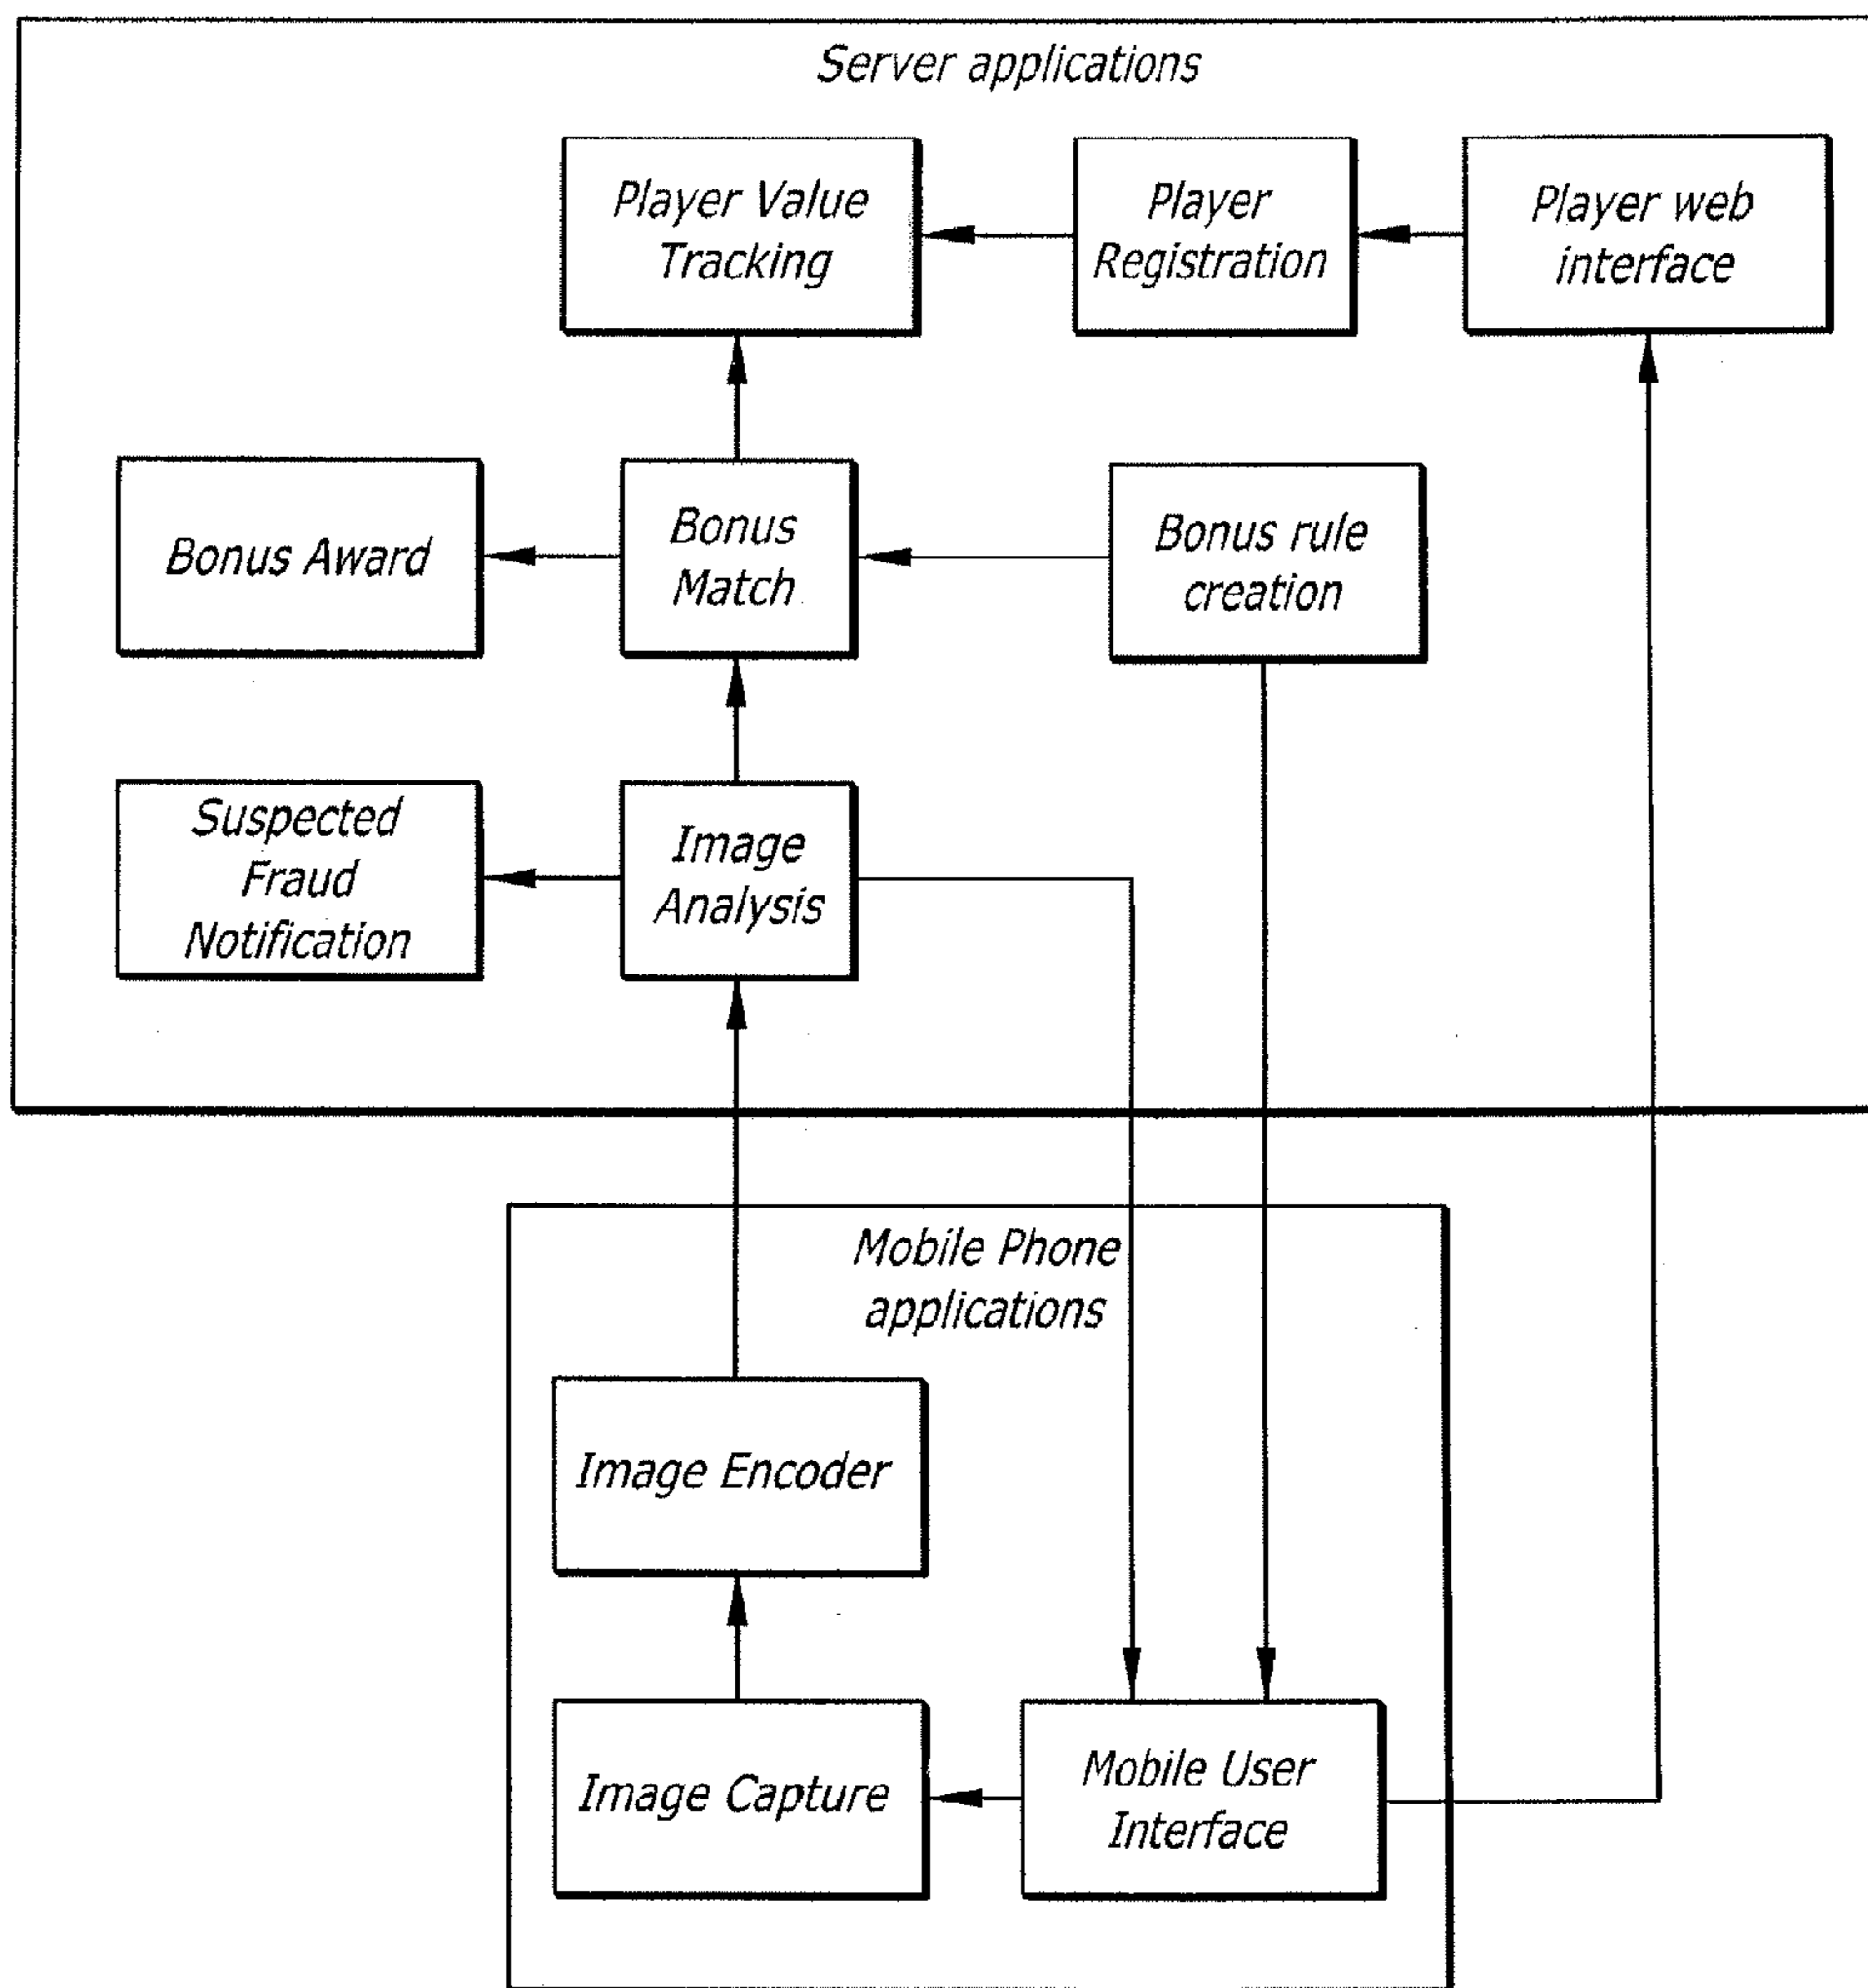 Server applications
Player Value
Tracking
Player
Registration
Player web
interface
Bonus Award
Bonus
Match
Bonus rule
creation
Suspected
Fraud
Notification
Image
Analysis
Mobile Phone
applications
Image Encoder
Image Capture
Mobile User
Interface